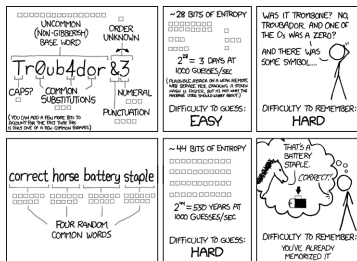 UNCOMMON
(NON-GIBBERISH)
BASE WORD
ORDER
UNKNOWN
Tr0ub4dor &3
CAPS?
COMMON
SUBSTITUTIONS
NUMERAL
PUNCTUATION
(YOU CAN ADD A FEW MORE BITS TO
ACCOUNT FOR THE FACT THAT THIS
IS ONLY ONE OF A FEW COMMON FORMATS.)
~28 BITS OF ENTROPY
2^28 = 3 DAYS AT
1000 GUESSES/SEC
(PLAUSIBLE ATTACK ON A WEAK REMOTE
WEB SERVICE. YES, CRACKING A STOLEN
HASH IS FASTER, BUT IT'S NOT WHAT THE
AVERAGE USER SHOULD WORRY ABOUT.)
DIFFICULTY TO GUESS:
EASY
WAS IT TROMBONE? NO,
TROUBADOR. AND ONE OF
THE Os WAS A ZERO?
AND THERE WAS
SOME SYMBOL...
DIFFICULTY TO REMEMBER:
HARD
correct horse battery staple
FOUR RANDOM
COMMON WORDS
~44 BITS OF ENTROPY
2^44 = 550 YEARS AT
1000 GUESSES/SEC
DIFFICULTY TO GUESS:
HARD
THAT'S A
BATTERY
STAPLE.
CORRECT!
DIFFICULTY TO REMEMBER:
YOU'VE ALREADY
MEMORIZED IT